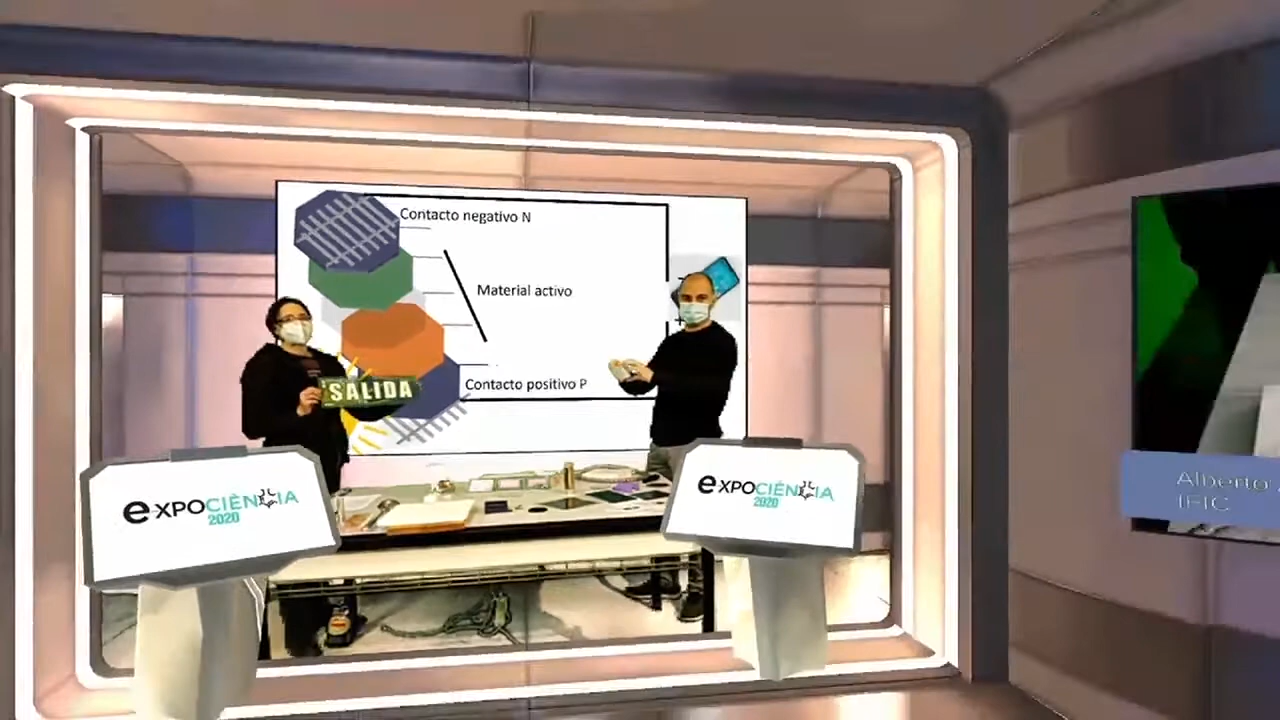 Contacto negativo N
Material activo
Contacto positivo P
SALIDA
eXPOCIÈNCIA
2020
eXPOCIÈNCIA
2020
Alberto
IFIC